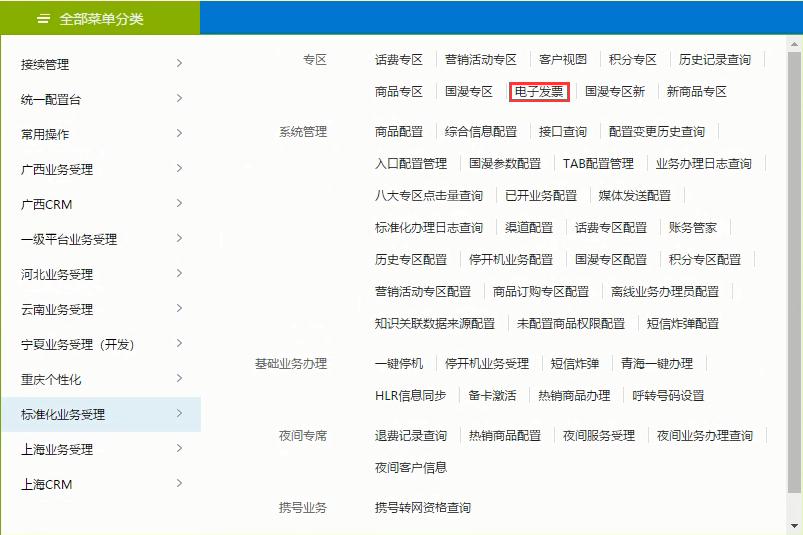 全部菜单分类
接续管理
统一配置台
常用操作
广西业务受理
广西CRM
一级平台业务受理
河北业务受理
云南业务受理
宁夏业务受理（开发）
重庆个性化
标准化业务受理
上海业务受理
上海CRM
专区 话费专区 营销活动专区 客户视图 积分专区 历史记录查询
商品专区 国漫专区 电子发票 国漫专区新 新商品专区
系统管理 商品配置 综合信息配置 接口查询 配置变更历史查询
入口配置管理 国漫参数配置 TAB配置管理 业务办理日志查询
八大专区点击量查询 已开业务配置 媒体发送配置
标准化办理日志查询 渠道配置 话费专区配置 账务管家
历史专区配置 停开机业务配置 国漫专区配置 积分专区配置
营销活动专区配置 商品订购专区配置 离线业务办理员配置
知识关联数据来源配置 未配置商品权限配置 短信炸弹配置
基础业务办理 一键停机 停开机业务受理 短信炸弹 青海一键办理
HLR信息同步 备卡激活 热销商品办理 呼转号码设置
夜间专席 退费记录查询 热销商品配置 夜间服务受理 夜间业务办理查询
夜间客户信息
携号业务 携号转网资格查询